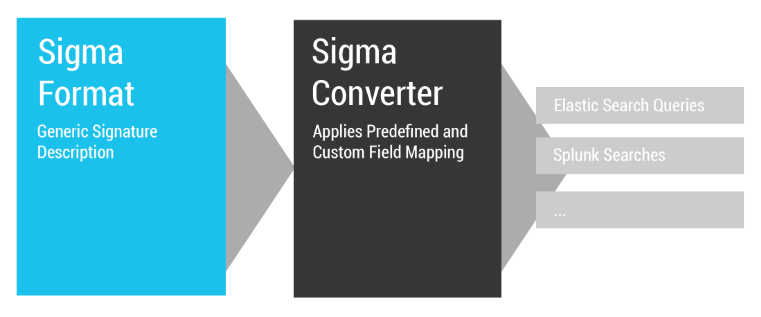 Sigma
Format
Generic Signature
Description
Sigma
Converter
Applies Predefined and
Custom Field Mapping
Elastic Search Queries
Splunk Searches
...